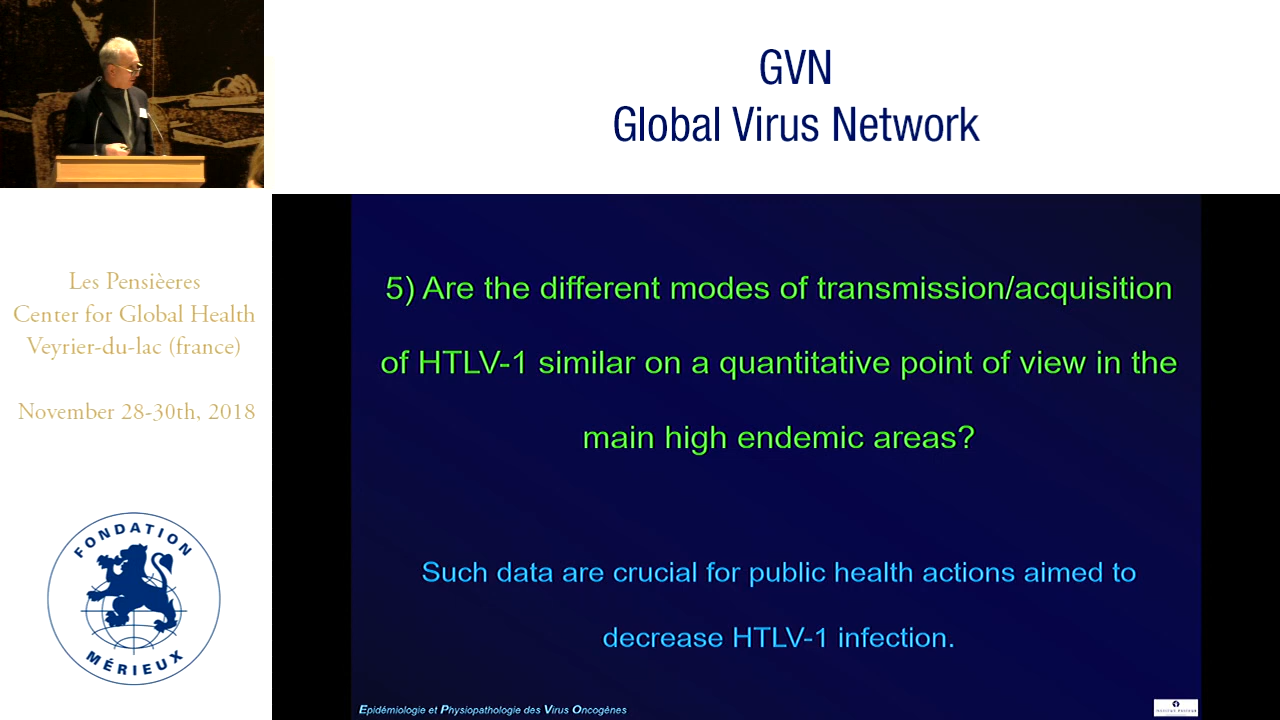 GVN
Global Virus Network
Les Pensièeres
Center for Global Health
Veyrier-du-lac (france)
November 28-30th, 2018
FONDATION
MÉRIEUX
5) Are the different modes of transmission/acquisition
of HTLV-1 similar on a quantitative point of view in the
main high endemic areas?
Such data are crucial for public health actions aimed to
decrease HTLV-1 infection.
Epidémiologie et Physiopathologie des Virus Oncogènes
INSTITUT PASTEUR